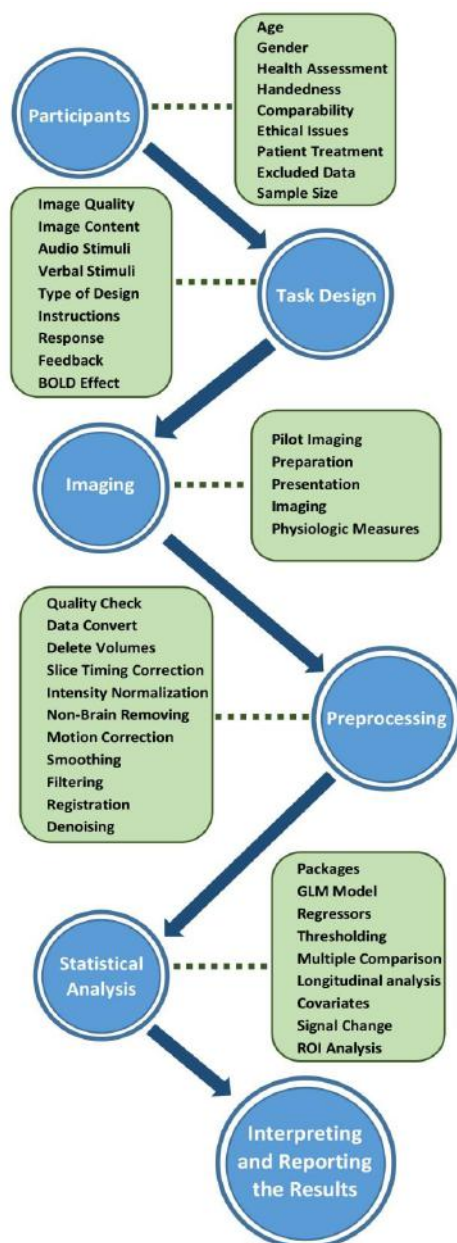 Participants
Age
Gender
Health Assessment
Handedness
Comparability
Ethical Issues
Patient Treatment
Excluded Data
Sample Size
Task Design
Image Quality
Image Content
Audio Stimuli
Verbal Stimuli
Type of Design
Instructions
Response
Feedback
BOLD Effect
Imaging
Pilot Imaging
Preparation
Presentation
Imaging
Physiologic Measures
Preprocessing
Quality Check
Data Convert
Delete Volumes
Slice Timing Correction
Intensity Normalization
Non-Brain Removing
Motion Correction
Smoothing
Filtering
Registration
Denoising
Statistical
Analysis
Packages
GLM Model
Regressors
Thresholding
Multiple Comparison
Longitudinal analysis
Covariates
Signal Change
ROI Analysis
Interpreting
and Reporting
the Results